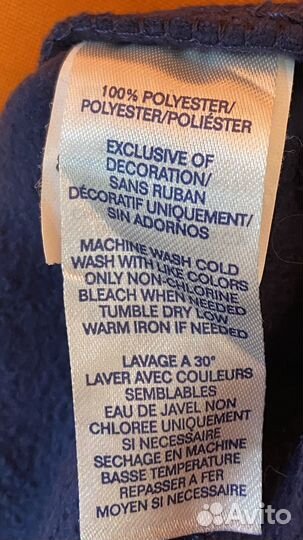 100% POLYESTER/
POLYESTER/POLIÉSTER
EXCLUSIVE OF
DECORATION/
SANS RUBAN
DÉCORATIF UNIQUEMENT/
SIN ADORNOS
MACHINE WASH COLD
WASH WITH LIKE COLORS
ONLY NON-CHLORINE
BLEACH WHEN NEEDED
TUMBLE DRY LOW
WARM IRON IF NEEDED
LAVAGE A 30°
LAVER AVEC COULEURS
SEMBLABLES
EAU DE JAVEL NON
CHLOREE UNIQUEMENT
SI NECESSAIRE
SECHAGE EN MACHINE
BASSE TEMPERATURE
REPASSER A FER
MOYEN SI NECESSAIRE
Avito